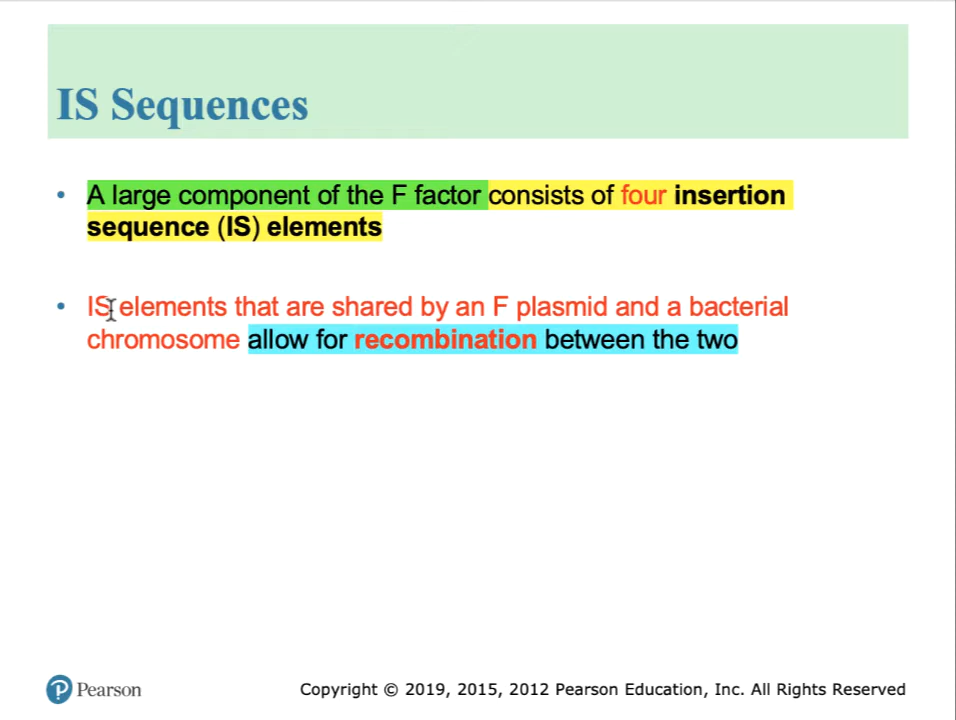 IS Sequences
• A large component of the F factor consists of four insertion
sequence (IS) elements
• IS elements that are shared by an F plasmid and a bacterial
chromosome allow for recombination between the two
P Pearson
Copyright © 2019, 2015, 2012 Pearson Education, Inc. All Rights Reserved